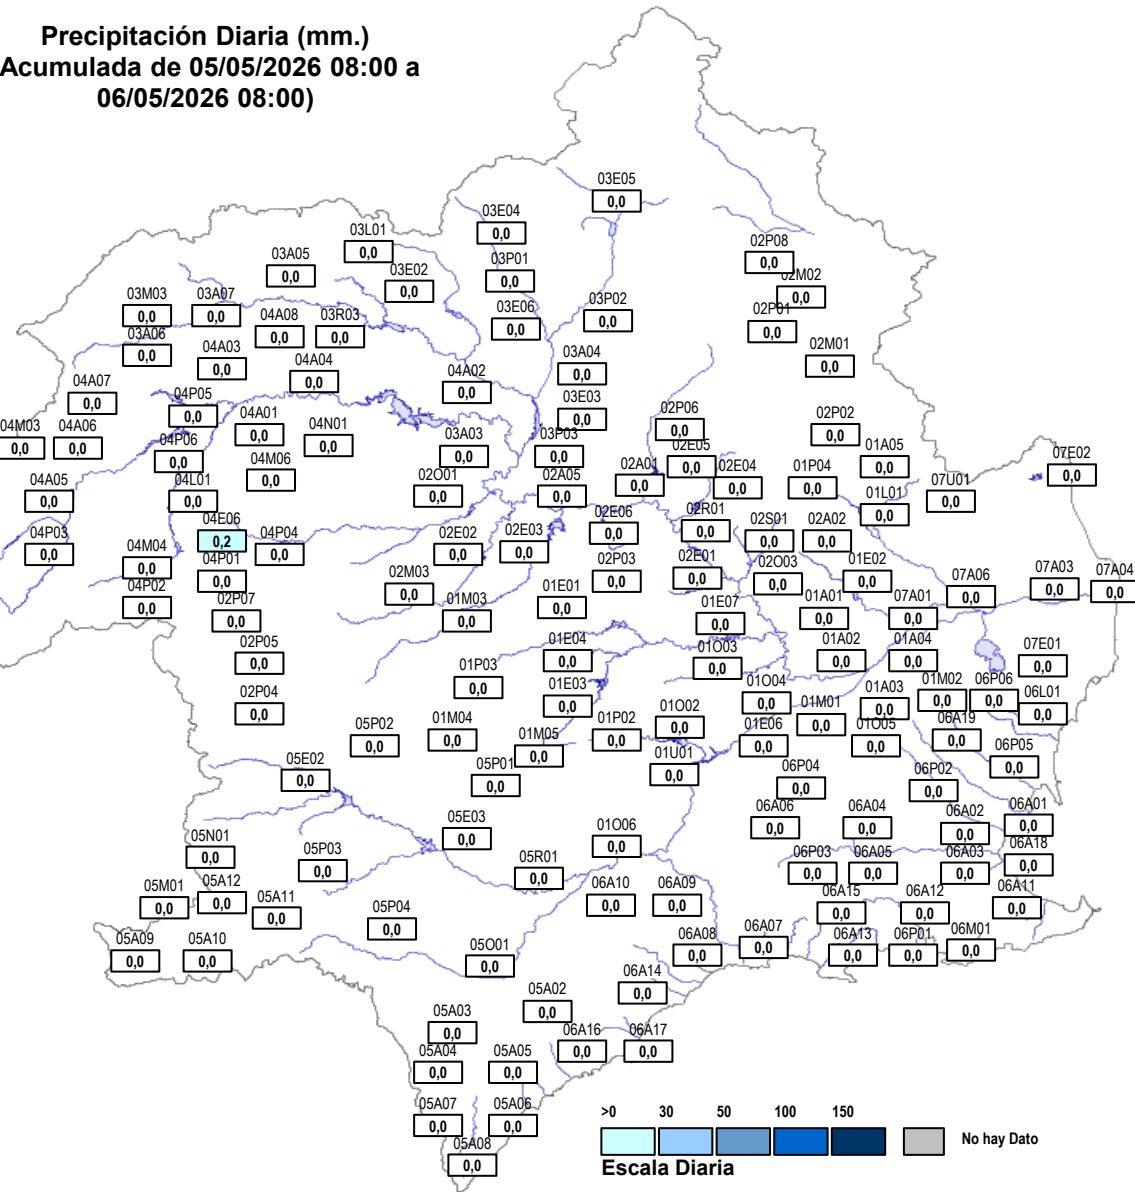 Precipitación Diaria (mm.)
Acumulada de 05/05/2026 08:00 a
06/05/2026 08:00)
03E05
0,0
03E04
0,0
03L01
0,0
02P08
0,0
03A05
0,0
03P01
0,0
03E02
0,0
02M02
0,0
03M03
0,0
03A07
0,0
03P02
0,0
03E06
0,0
02P01
0,0
04A08
0,0
03R03
0,0
03A06
0,0
04A03
0,0
02M01
0,0
03A04
0,0
04A04
0,0
04A02
0,0
04A07
0,0
04P05
0,0
03E03
0,0
02P06
0,0
02P02
0,0
04A01
0,0
04M03
0,0
04A06
0,0
04N01
0,0
03A03
0,0
03P03
0,0
04P06
0,0
02E05
0,0
01A05
0,0
07E02
0,0
04M06
0,0
02A01
0,0
02E04
0,0
01P04
0,0
02O01
0,0
02A05
0,0
04A05
0,0
04L01
0,0
07U01
0,0
01L01
0,0
02E06
0,0
02R01
0,0
04E06
0,2
02S01
0,0
02A02
0,0
04P03
0,0
04P04
0,0
02E02
0,0
02E03
0,0
04M04
0,0
04P01
0,0
02P03
0,0
02E01
0,0
02O03
0,0
01E02
0,0
07A03
0,0
07A04
0,0
02M03
0,0
07A06
0,0
04P02
0,0
01E01
0,0
02P07
0,0
01M03
0,0
01E07
0,0
01A01
0,0
07A01
0,0
02P05
0,0
01E04
0,0
01O03
0,0
01A02
0,0
01A04
0,0
07E01
0,0
01P03
0,0
01E03
0,0
01O04
0,0
01A03
0,0
01M02
0,0
06P06
0,0
06L01
0,0
02P04
0,0
01O02
0,0
01M01
0,0
05P02
0,0
01M04
0,0
01P02
0,0
01E06
0,0
01O05
0,0
06A19
0,0
01M05
0,0
06P05
0,0
01U01
0,0
05E02
0,0
05P01
0,0
06P04
0,0
06P02
0,0
06A06
0,0
06A04
0,0
06A02
0,0
06A01
0,0
05E03
0,0
01O06
0,0
05N01
0,0
05P03
0,0
05R01
0,0
06P03
0,0
06A05
0,0
06A03
0,0
06A18
0,0
05M01
0,0
05A12
0,0
05A11
0,0
06A10
0,0
06A09
0,0
06A15
0,0
06A12
0,0
06A11
0,0
05P04
0,0
05A09
0,0
05A10
0,0
05O01
0,0
06A08
0,0
06A07
0,0
06A13
0,0
06P01
0,0
06M01
0,0
06A14
0,0
05A02
0,0
05A03
0,0
06A16
0,0
06A17
0,0
05A04
0,0
05A05
0,0
05A07
0,0
05A06
0,0
05A08
0,0
>0 30 50 100 150
No hay Dato
Escala Diaria